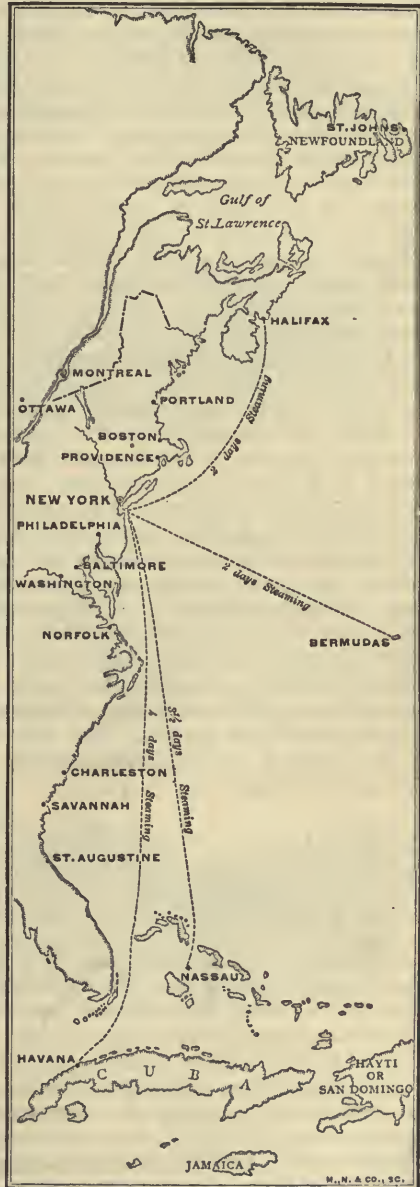 ST. JOHNS
NEWFOUNDLAND
Gulf of
St. Lawrence
HALIFAX
MONTREAL
OTTAWA
PORTLAND
2 days Steaming
BOSTON
PROVIDENCE
NEW YORK
PHILADELPHIA
BALTIMORE
WASHINGTON
2 days Steaming
NORFOLK
BERMUDAS
3½ days Steaming
4 days Steaming
CHARLESTON
SAVANNAH
ST. AUGUSTINE
NASSAU
HAVANA
CUBA
HAYTI
OR
SAN DOMINGO
JAMAICA
M., N. & CO., SC.